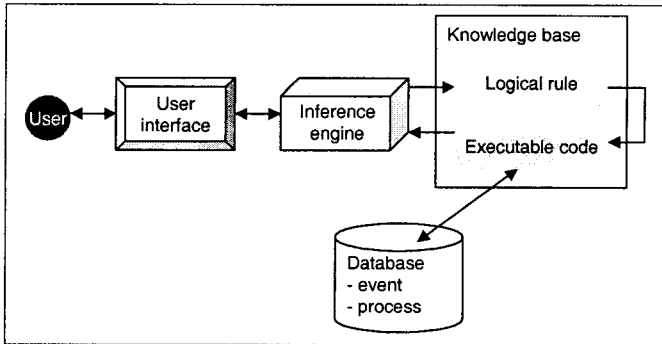 Knowledge base
Logical rule
User
User
interface
Inference
engine
Executable code
Database
- event
- process